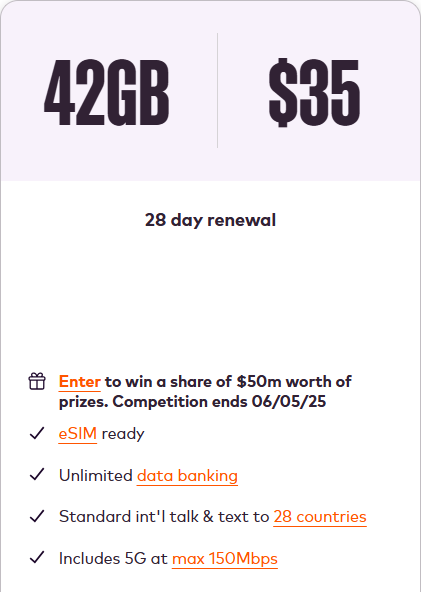 42GB
$35
28 day renewal
Enter to win a share of $50m worth of
prizes. Competition ends 06/05/25
eSIM ready
Unlimited data banking
Standard int'l talk & text to 28 countries
Includes 5G at max 150Mbps